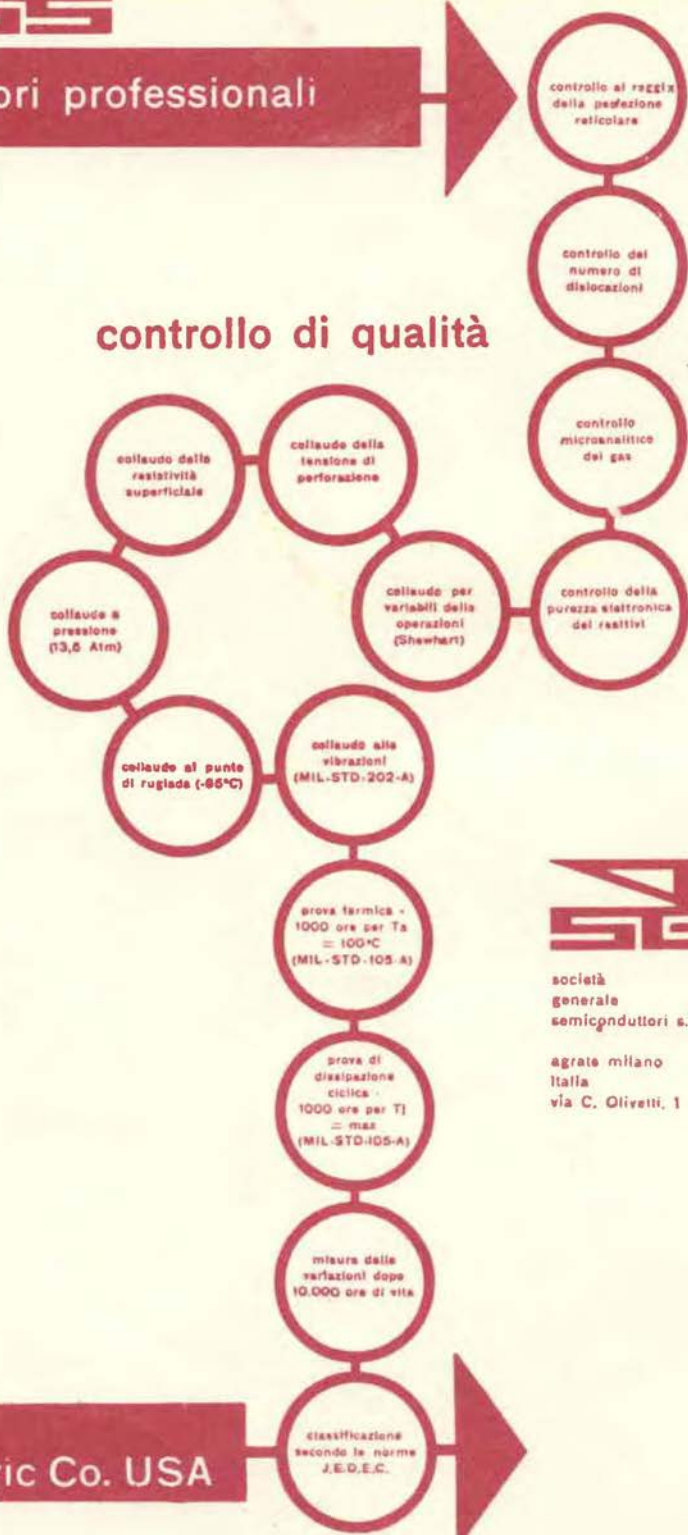 ori professionali
controllo ai raggi x
della perfezione
reticolare
controllo del
numero di
dislocazioni
controllo
microanalitico
dei gas
controllo della
purezza elettronica
dei reattivi
controllo di qualità
collaudo per
variabili delle
operazioni
(Shewhart)
collaudo della
tensione di
perforazione
collaudo della
resistività
superficiale
collaudo a
pressione
(13,6 Atm)
collaudo al punto
di rugiada (-65°C)
collaudo alle
vibrazioni
(MIL-STD-202-A)
prova termica -
1000 ore per Ta
= 100°C
(MIL-STD-105-A)
prova di
dissipazione
ciclica -
1000 ore per Tj
= max
(MIL-STD-105-A)
misura delle
variazioni dopo
10.000 ore di vita
classificazione
secondo le norme
J.E.D.E.C.
ric Co. USA
società
generale
semiconduttori s.
agrate milano
Italia
via C. Olivetti, 1